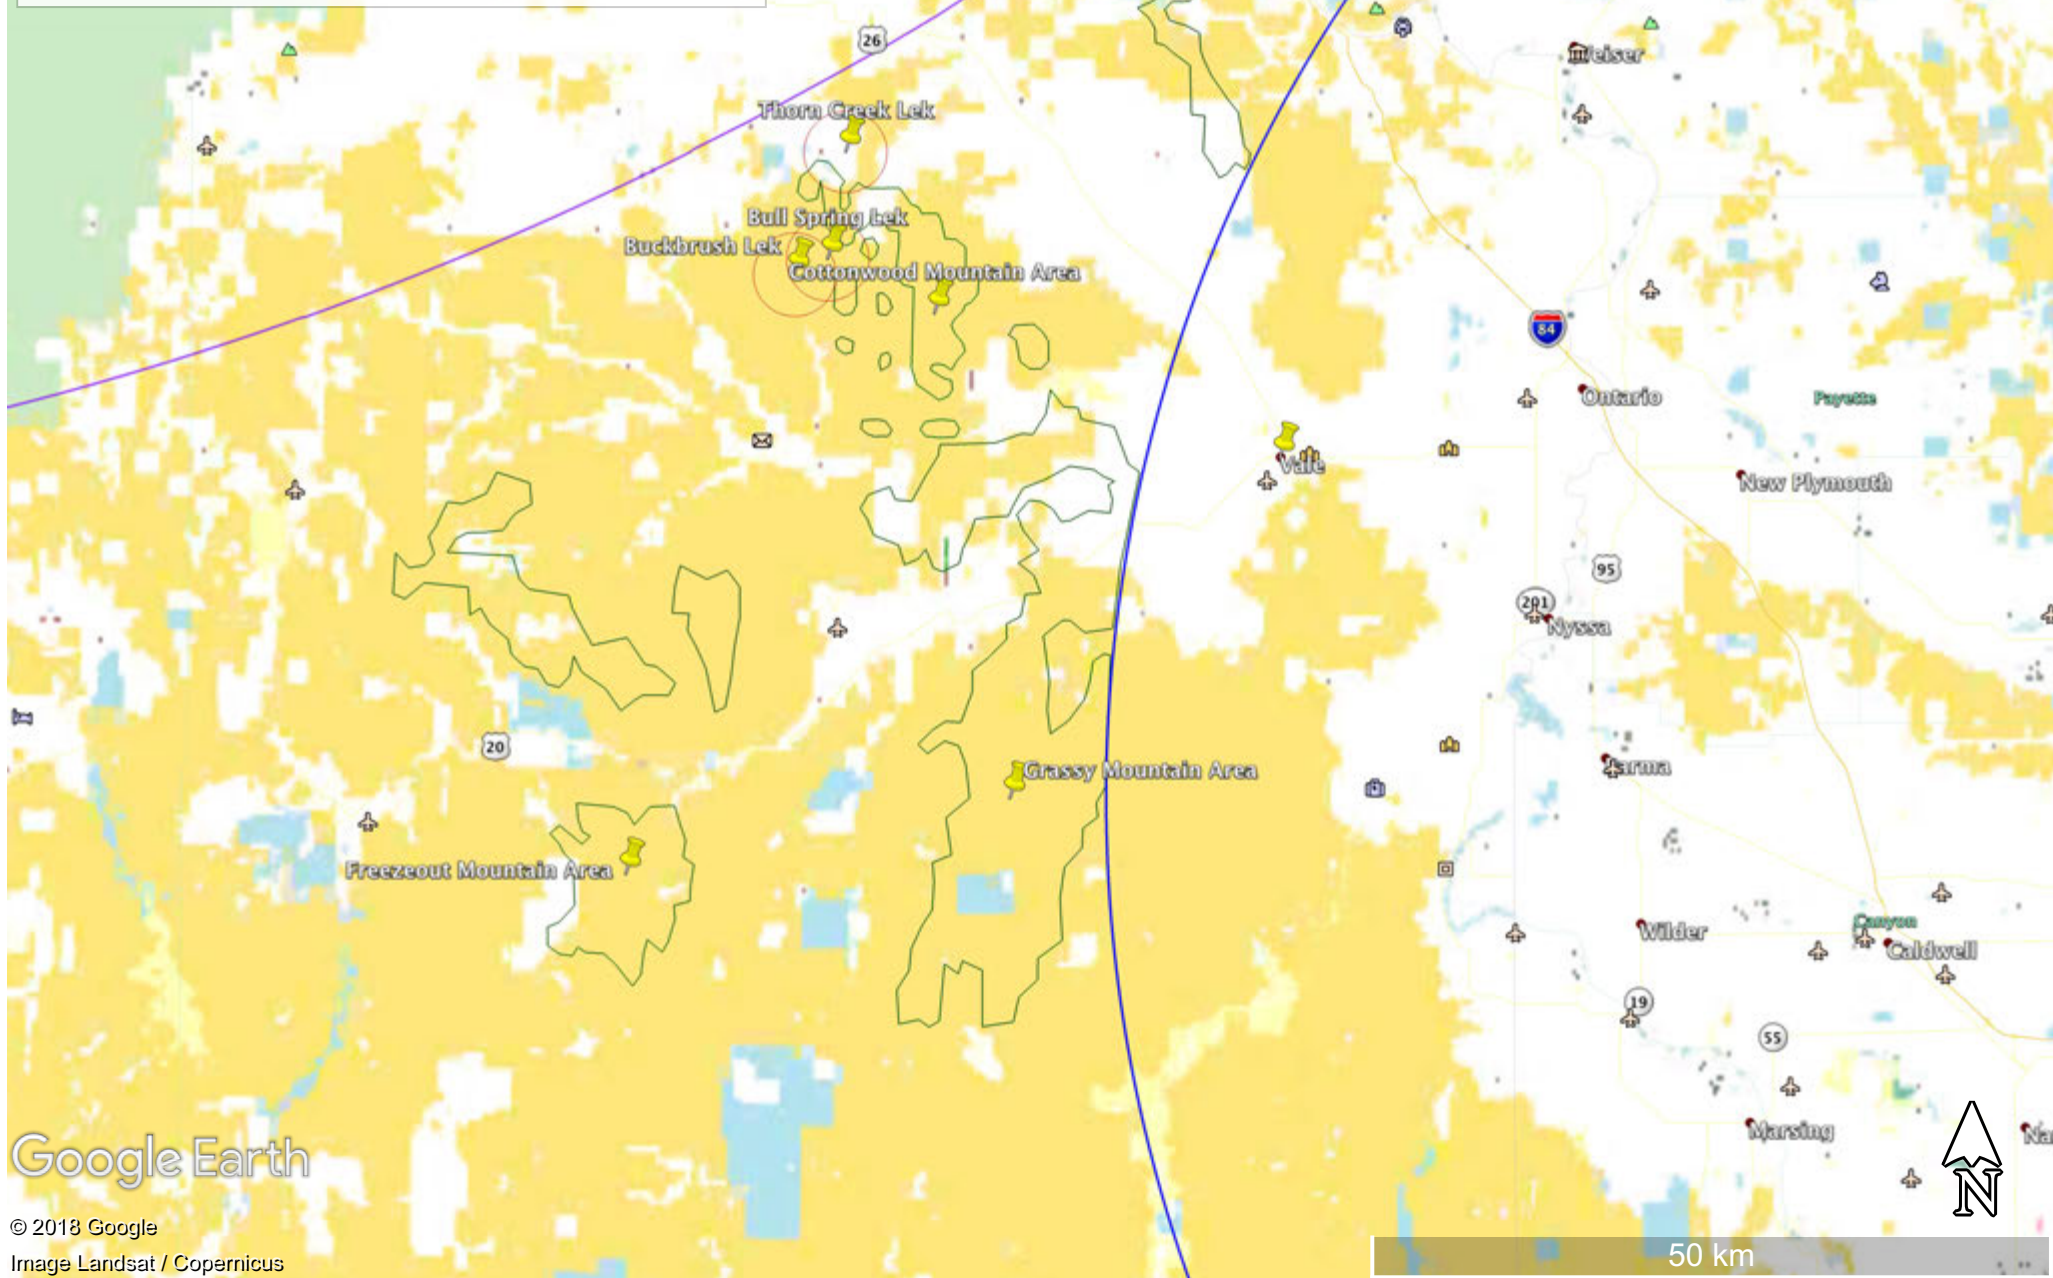 26
Weiser
Thorn Creek Lek
Bull Spring Lek
Buckbrush Lek
Cottonwood Mountain Area
84
Ontario
Payette
Vale
New Plymouth
95
201
Nyssa
20
Parma
Grassy Mountain Area
Freezeout Mountain Area
Canyon
Wilder
Caldwell
19
55
Marsing
Na
N
Google Earth
© 2018 Google
Image Landsat / Copernicus
50 km